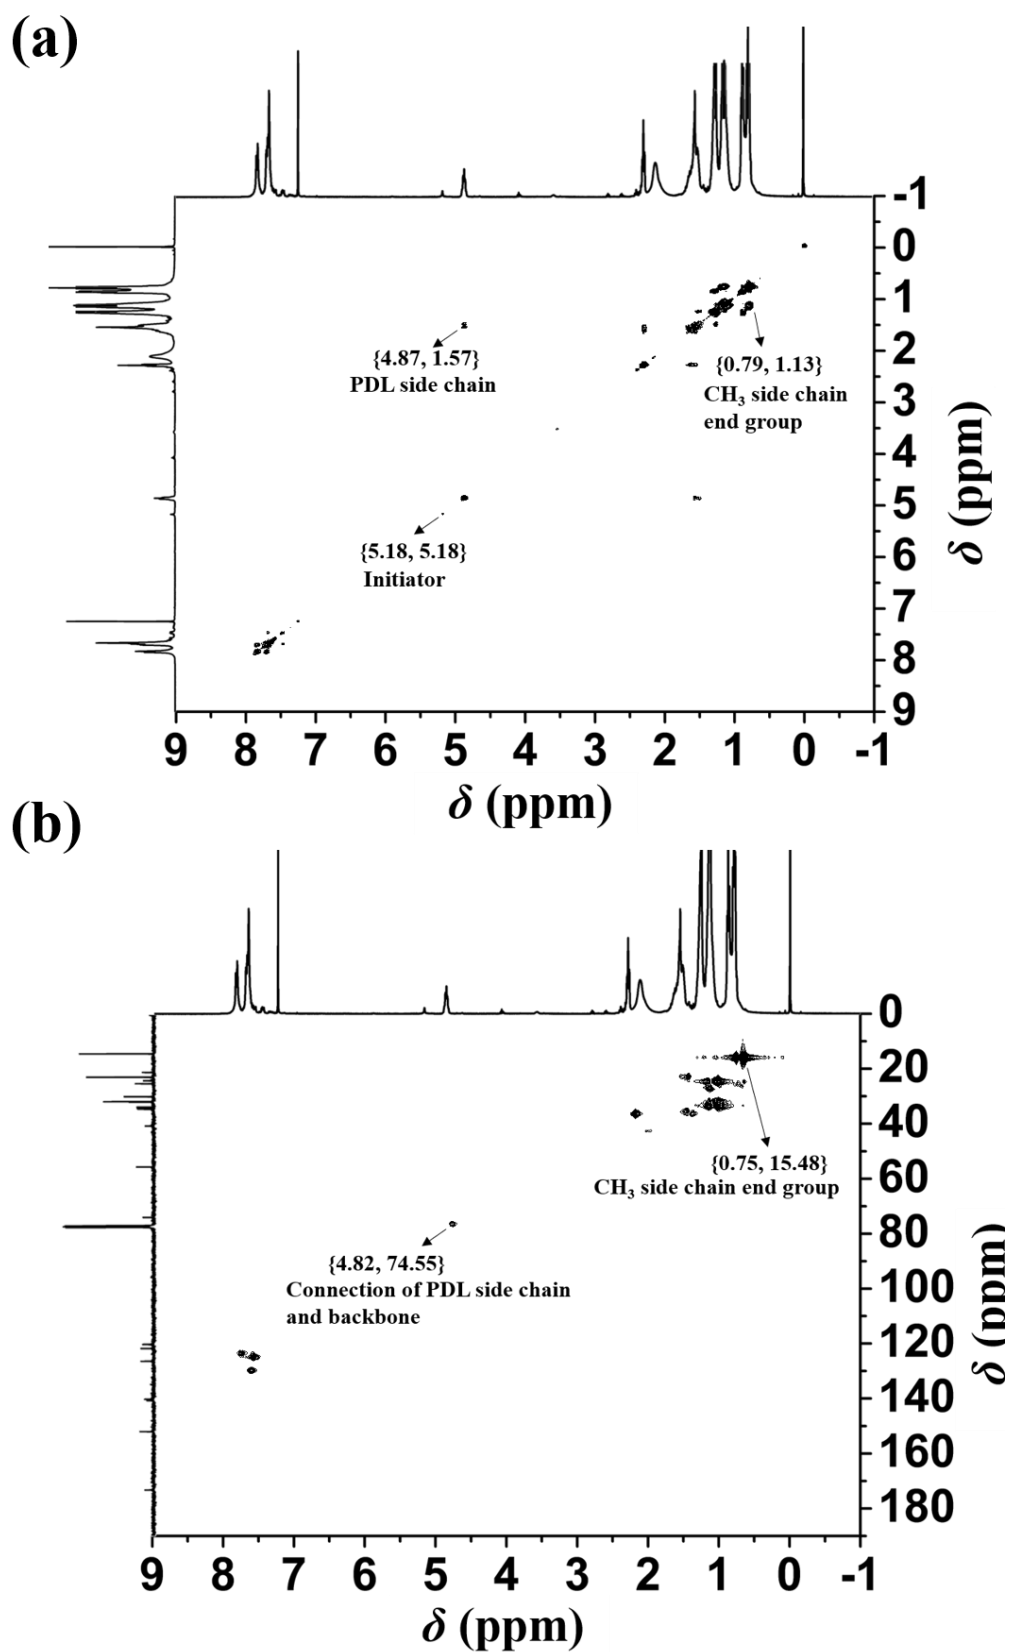 (a)
-1
0
1
2
3
4
5
6
7
8
9
δ (ppm)
{4.87, 1.57}
PDL side chain
{0.79, 1.13}
CH₃ side chain
end group
{5.18, 5.18}
Initiator
9 8 7 6 5 4 3 2 1 0 -1
δ (ppm)
(b)
0
20
40
60
80
100
120
140
160
180
δ (ppm)
{0.75, 15.48}
CH₃ side chain end group
{4.82, 74.55}
Connection of PDL side chain
and backbone
9 8 7 6 5 4 3 2 1 0 -1
δ (ppm)